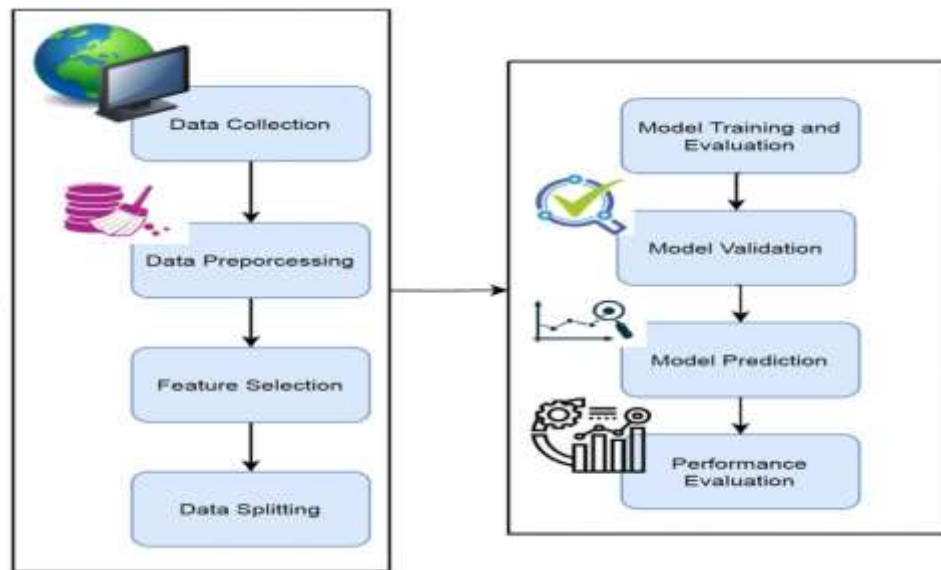 Data Collection
Data Preporcessing
Feature Selection
Data Splitting
Model Training and
Evaluation
Model Validation
Model Prediction
Performance
Evaluation